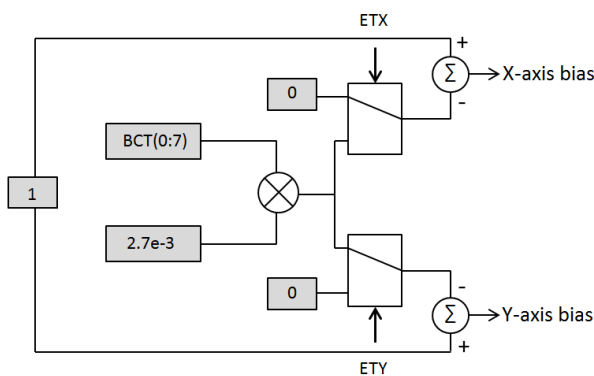 ETX
+
Σ
X-axis bias
-
0
BCT(0:7)
1
2.7e-3
0
-
Σ
Y-axis bias
+
ETY